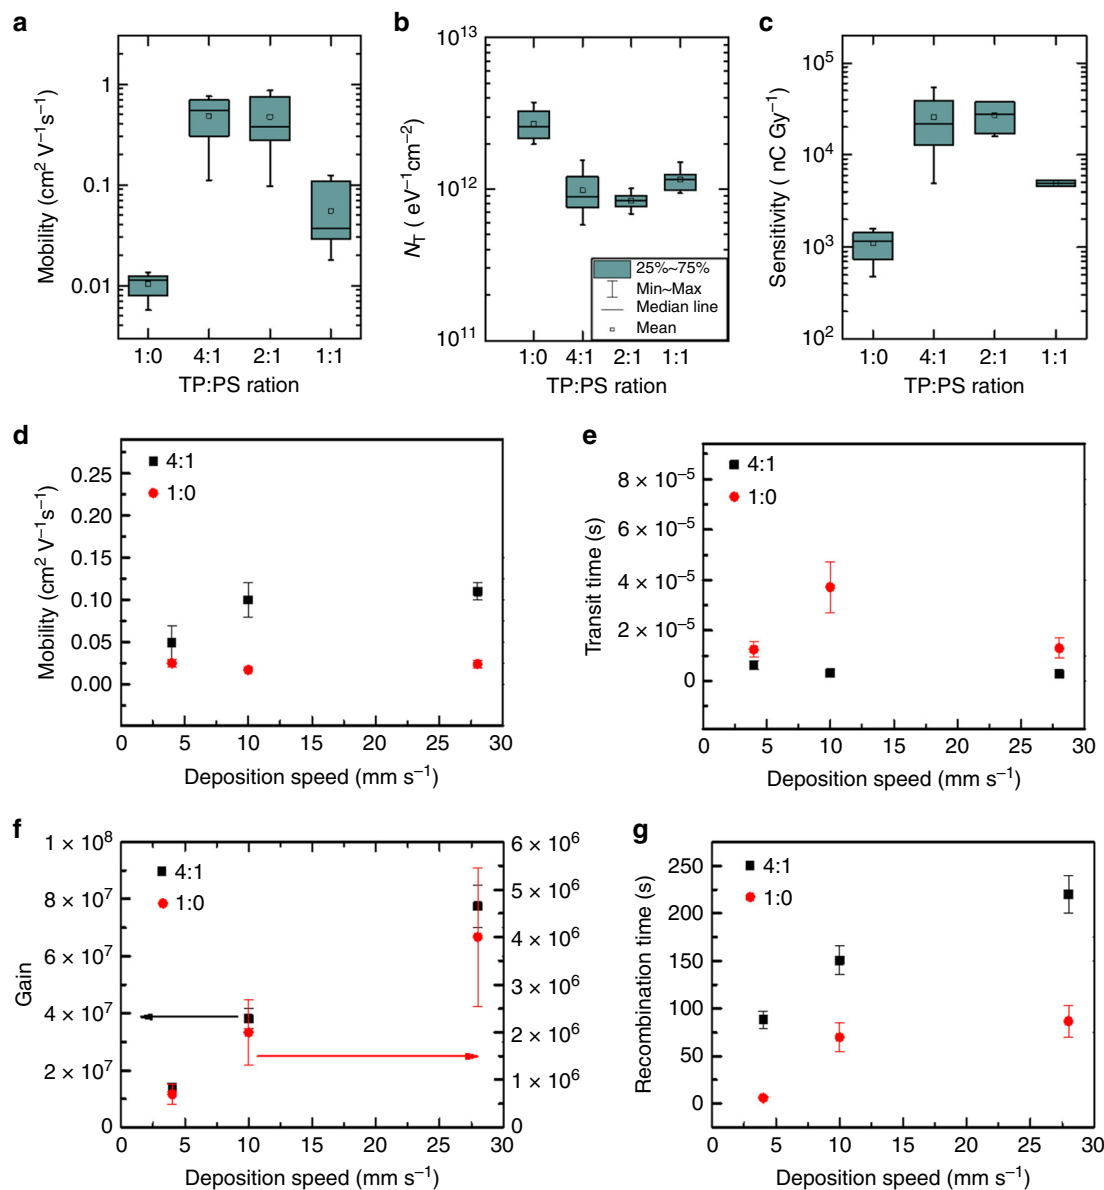 a
Mobility (cm² V⁻¹s⁻¹)
1
0.1
0.01
1:0
4:1
2:1
1:1
TP:PS ration
b
N_T ( eV⁻¹cm⁻²)
10¹³
10¹²
10¹¹
25%~75%
Min~Max
Median line
Mean
1:0
4:1
2:1
1:1
TP:PS ration
c
Sensitivity ( nC Gy⁻¹)
10⁵
10⁴
10³
10²
1:0
4:1
2:1
1:1
TP:PS ration
d
Mobility (cm² V⁻¹s⁻¹)
0.25
0.20
0.15
0.10
0.05
0.00
4:1
1:0
0 5 10 15 20 25 30
Deposition speed (mm s⁻¹)
e
Transit time (s)
8 × 10⁻⁵
6 × 10⁻⁵
4 × 10⁻⁵
2 × 10⁻⁵
0
4:1
1:0
0 5 10 15 20 25 30
Deposition speed (mm s⁻¹)
f
Gain
1 × 10⁸
8 × 10⁷
6 × 10⁷
4 × 10⁷
2 × 10⁷
0
4:1
1:0
6 × 10⁶
5 × 10⁶
4 × 10⁶
3 × 10⁶
2 × 10⁶
1 × 10⁶
0
0 5 10 15 20 25 30
Deposition speed (mm s⁻¹)
g
Recombination time (s)
250
200
150
100
50
0
4:1
1:0
0 5 10 15 20 25 30
Deposition speed (mm s⁻¹)